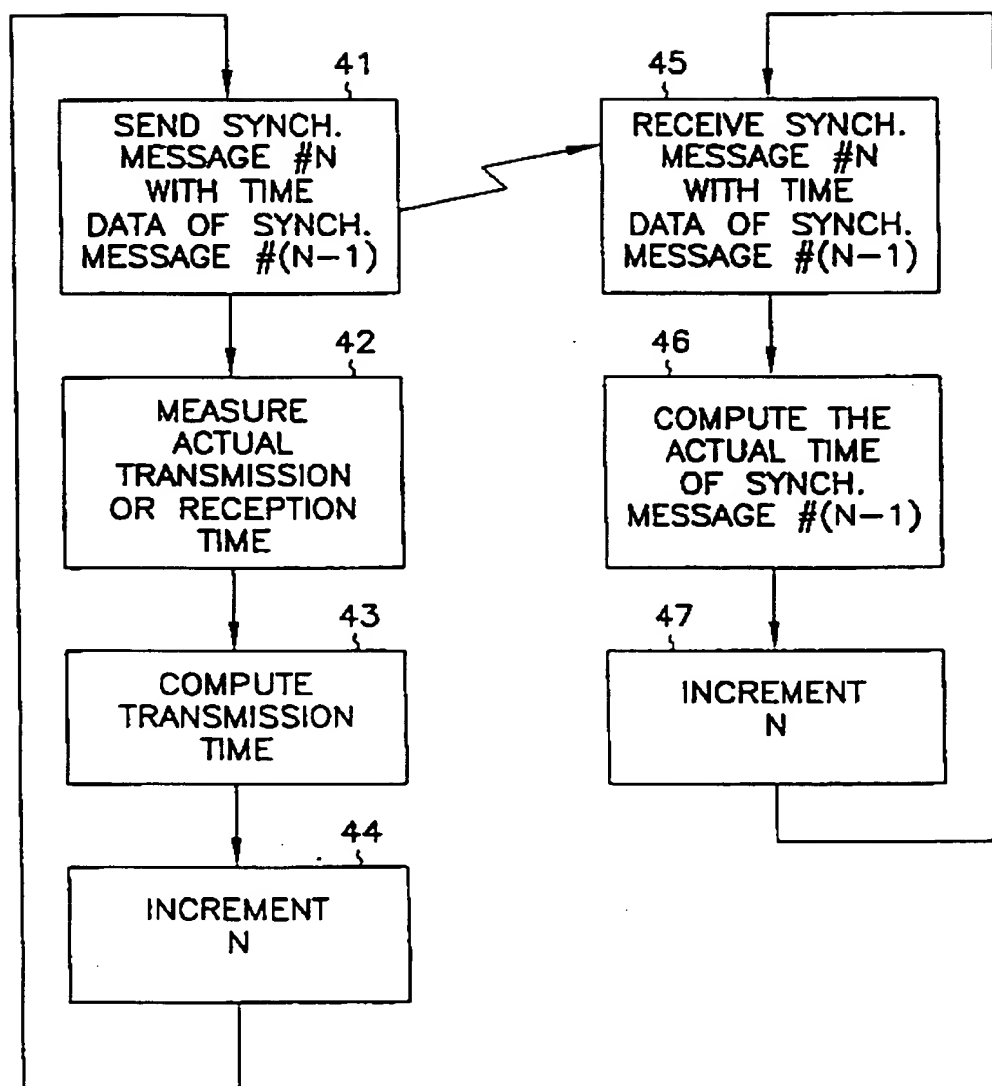 41
SEND SYNCH.
MESSAGE #N
WITH TIME
DATA OF SYNCH.
MESSAGE #(N-1)
42
MEASURE
ACTUAL
TRANSMISSION
OR RECEPTION
TIME
43
COMPUTE
TRANSMISSION
TIME
44
INCREMENT
N
45
RECEIVE SYNCH.
MESSAGE #N
WITH TIME
DATA OF SYNCH.
MESSAGE #(N-1)
46
COMPUTE THE
ACTUAL TIME
OF SYNCH.
MESSAGE #(N-1)
47
INCREMENT
N